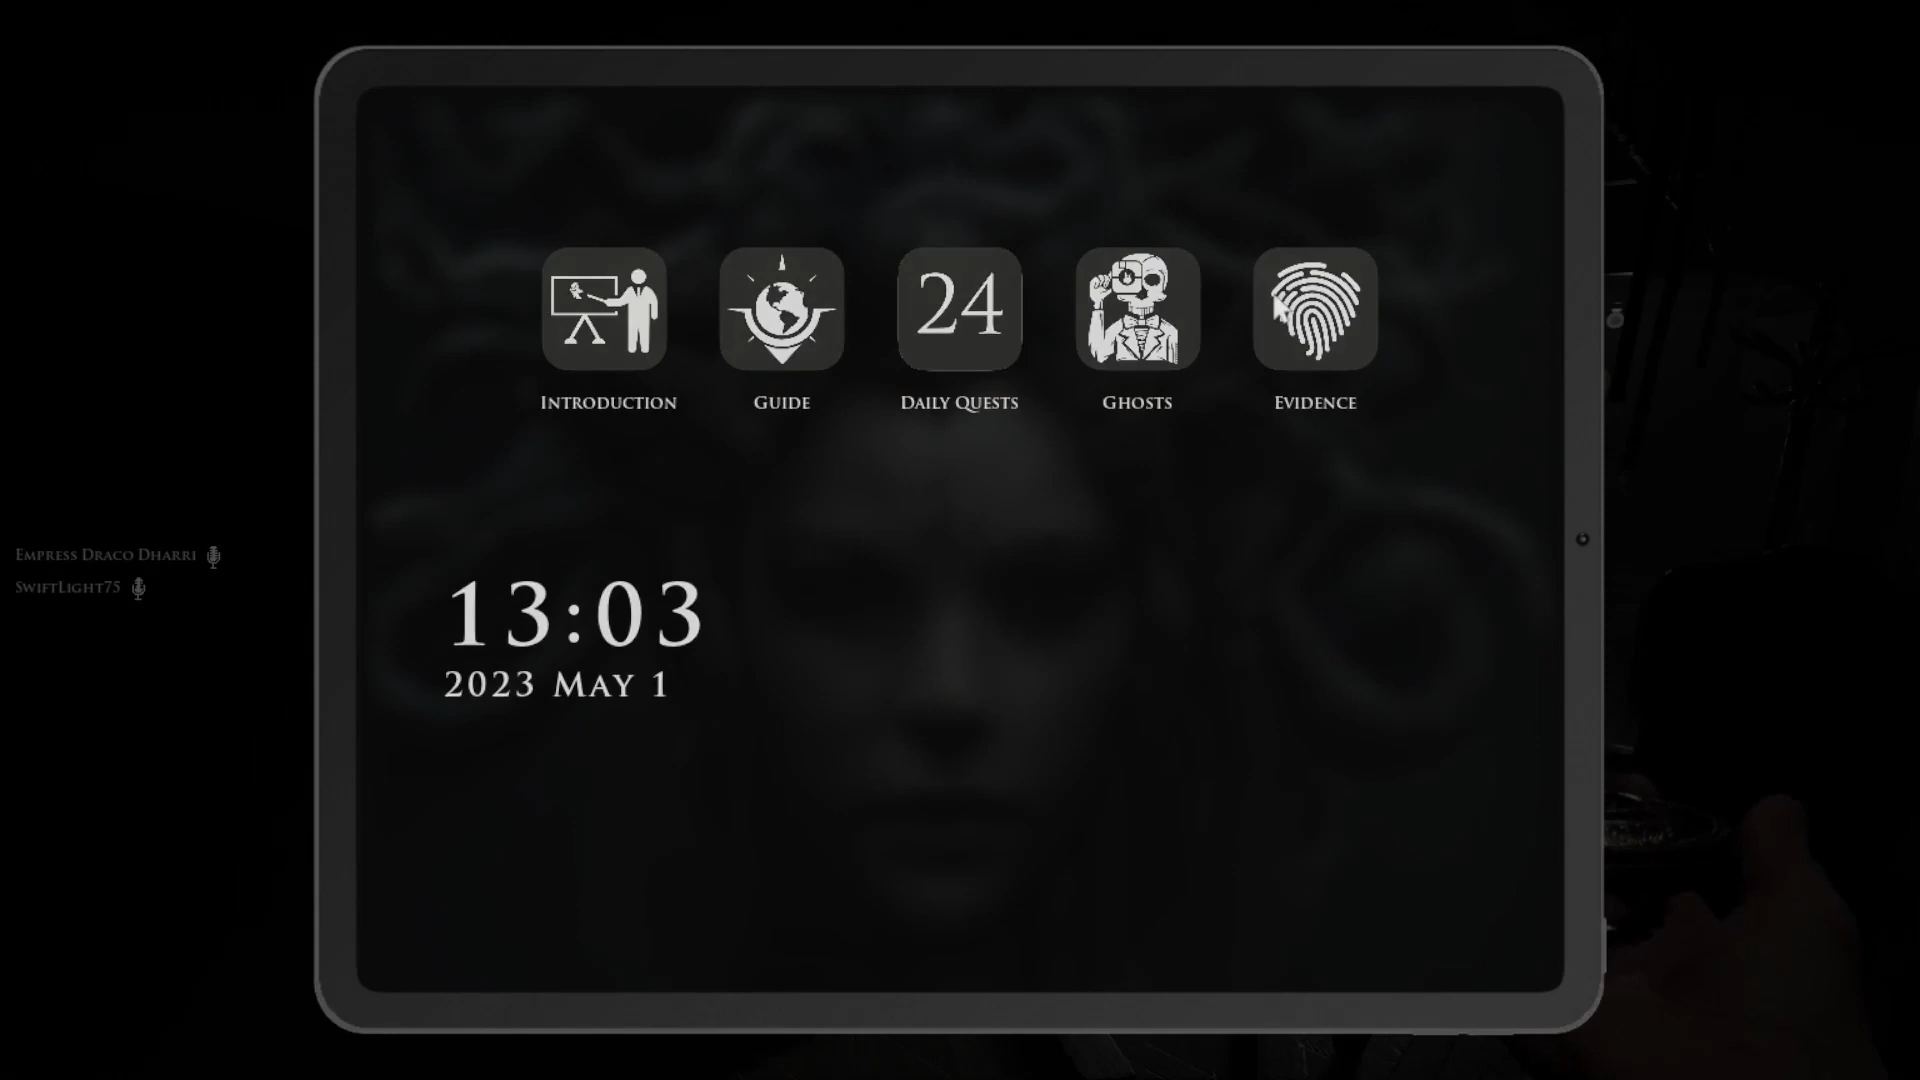 24
Introduction
Guide
Daily Quests
Ghosts
Evidence
Empress Draco Dharri
SwiftLight75
13:03
2023 May 1